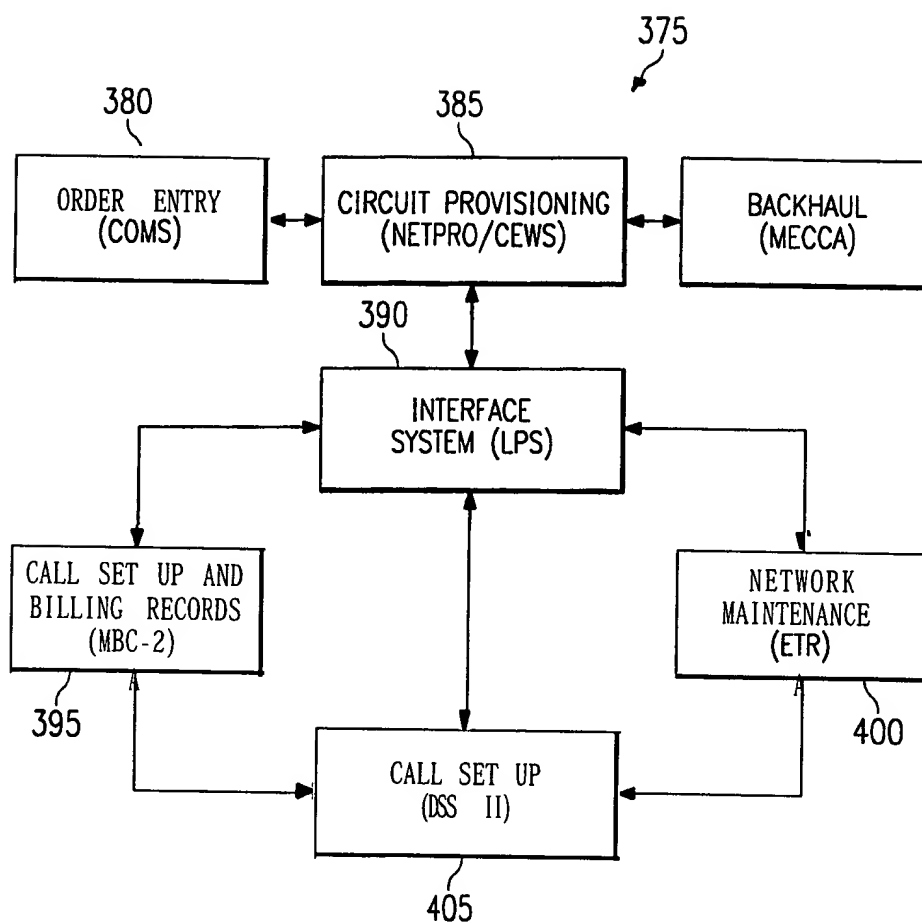 375
380
385
ORDER ENTRY
(COMS)
CIRCUIT PROVISIONING
(NETPRO/CEWS)
BACKHAUL
(MECCA)
390
INTERFACE
SYSTEM (LPS)
CALL SET UP AND
BILLING RECORDS
(MBC-2)
NETWORK
MAINTENANCE
(ETR)
395
400
CALL SET UP
(DSS II)
405